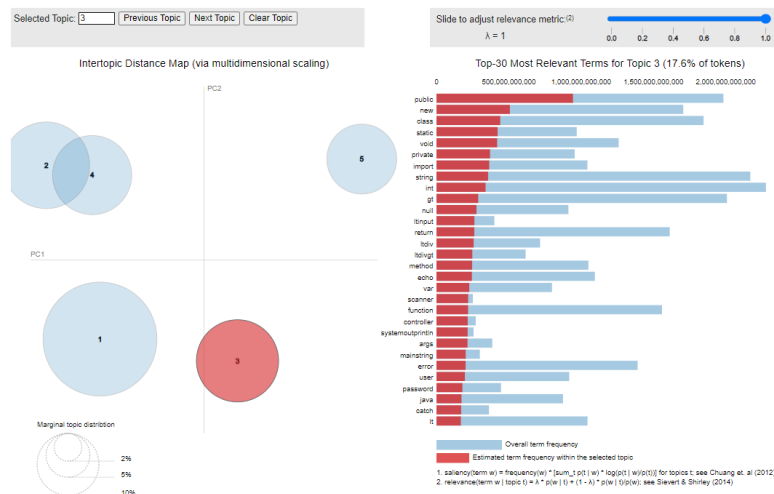 Selected Topic: 3 Previous Topic Next Topic Clear Topic
Slide to adjust relevance metric:(2)
λ = 1
0.0 0.2 0.4 0.6 0.8 1.0
Intertopic Distance Map (via multidimensional scaling)
PC2
PC1
2
4
5
1
3
Marginal topic distribtion
2%
5%
10%
Top-30 Most Relevant Terms for Topic 3 (17.6% of tokens)
0 500,000,000,000 1,000,000,000,000 1,500,000,000,000 2,000,000,000,000
public
new
class
static
void
private
import
string
int
gt
null
ltinput
return
ltdiv
ltdivgt
method
echo
var
scanner
function
controller
systemoutprintln
args
mainstring
error
user
password
java
catch
lt
Overall term frequency
Estimated term frequency within the selected topic
1. saliency(term w) = frequency(w) * [sum_t p(t | w) * log(p(t | w)/p(t))] for topics t; see Chuang et. al (2012)
2. relevance(term w | topic t) = λ * p(w | t) + (1 - λ) * p(w | t)/p(w); see Sievert & Shirley (2014)